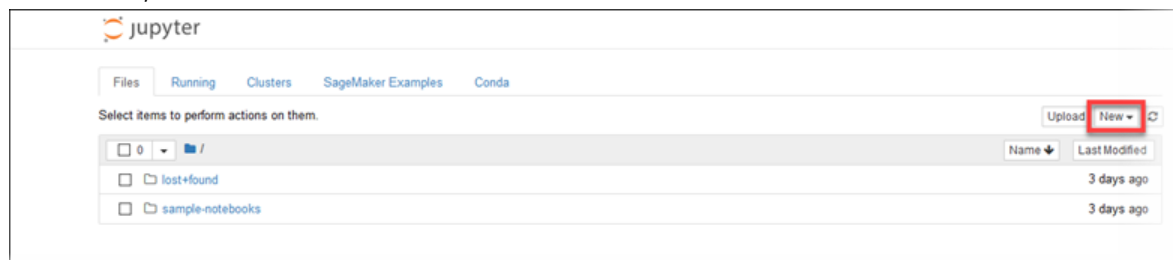 jupyter
Files Running Clusters SageMaker Examples Conda
Select items to perform actions on them. Upload New
0 / Name Last Modified
lost+found 3 days ago
sample-notebooks 3 days ago